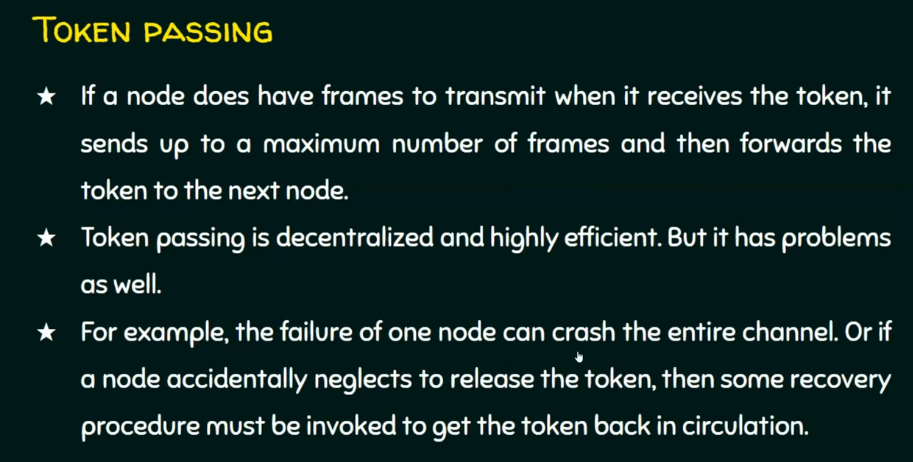 TOKEN PASSING
★ If a node does have frames to transmit when it receives the token, it
sends up to a maximum number of frames and then forwards the
token to the next node.
★ Token passing is decentralized and highly efficient. But it has problems
as well.
★ For example, the failure of one node can crash the entire channel. Or if
a node accidentally neglects to release the token, then some recovery
procedure must be invoked to get the token back in circulation.